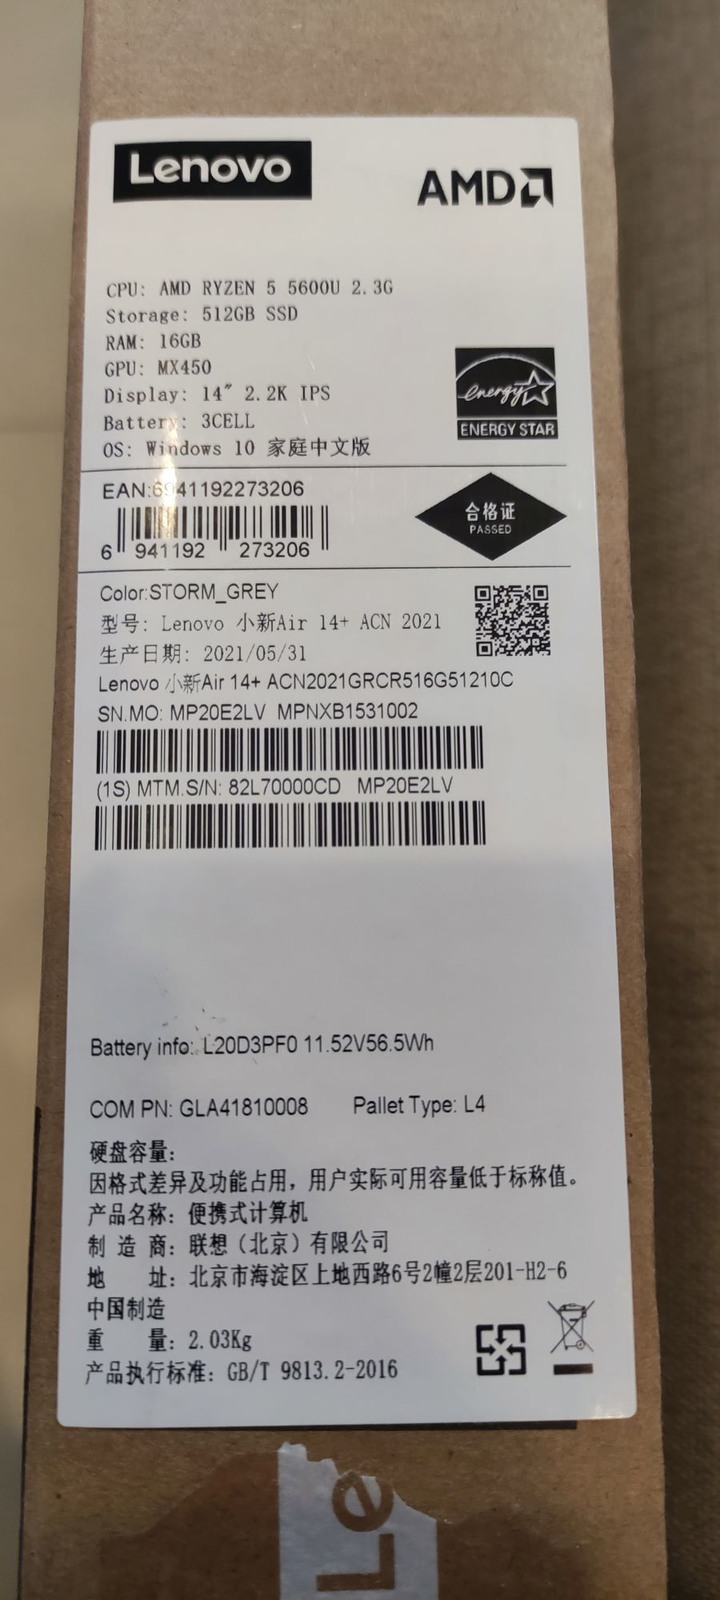 Lenovo
AMD
CPU: AMD RYZEN 5 5600U 2.3G
Storage: 512GB SSD
RAM: 16GB
GPU: MX450
Display: 14″ 2.2K IPS
Battery: 3CELL
OS: Windows 10 家庭中文版
energy
ENERGY STAR
EAN:6941192273206
6 941192 273206
合格证
PASSED
Color:STORM_GREY
型号: Lenovo 小新Air 14+ ACN 2021
生产日期: 2021/05/31
Lenovo 小新Air 14+ ACN2021GRCR516G51210C
SN.MO: MP20E2LV MPNXB1531002
(1S) MTM.S/N: 82L70000CD MP20E2LV
Battery info: L20D3PF0 11.52V56.5Wh
COM PN: GLA41810008 Pallet Type: L4
硬盘容量:
因格式差异及功能占用，用户实际可用容量低于标称值。
产品名称: 便携式计算机
制 造 商: 联想（北京）有限公司
地 址: 北京市海淀区上地西路6号2幢2层201-H2-6
中国制造
重 量: 2.03Kg
产品执行标准: GB/T 9813.2-2016
Le